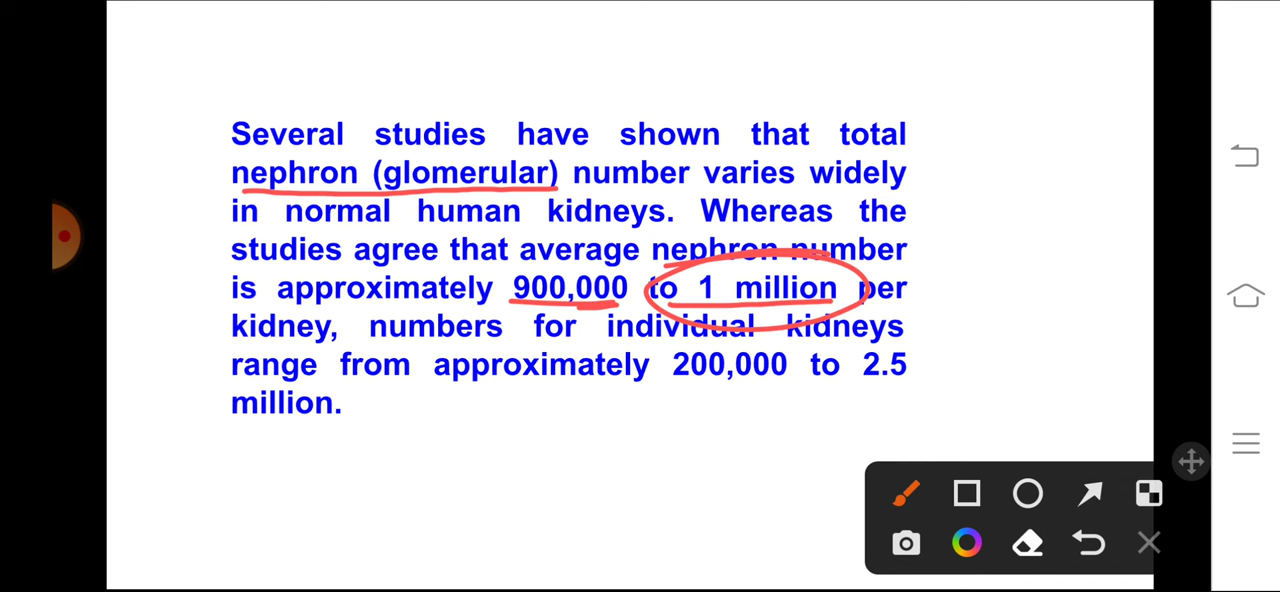 Several studies have shown that total
nephron (glomerular) number varies widely
in normal human kidneys. Whereas the
studies agree that average nephron number
is approximately 900,000 to 1 million per
kidney, numbers for individual kidneys
range from approximately 200,000 to 2.5
million.